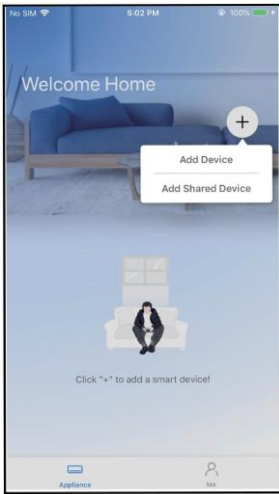 No SIM 5:02 PM 100%
Welcome Home
+
Add Device
Add Shared Device
Click "+" to add a smart device!
Appliance Me